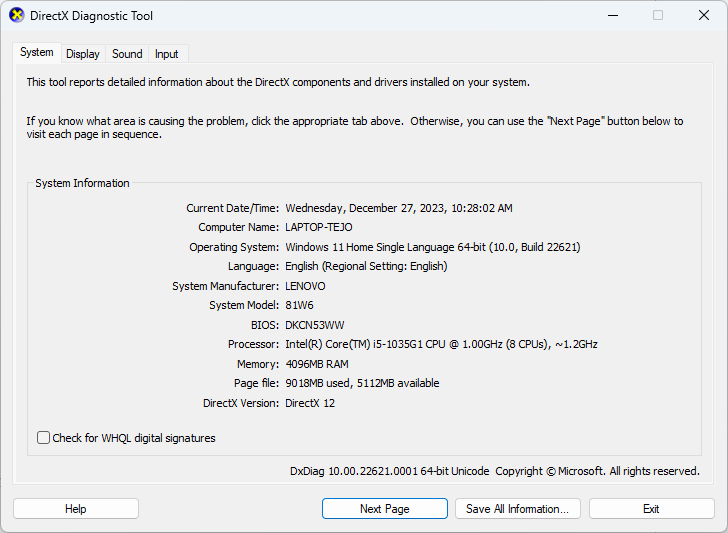 DirectX Diagnostic Tool
System Display Sound Input
This tool reports detailed information about the DirectX components and drivers installed on your system.
If you know what area is causing the problem, click the appropriate tab above.  Otherwise, you can use the "Next Page" button below to
visit each page in sequence.
System Information
Current Date/Time: Wednesday, December 27, 2023, 10:28:02 AM
Computer Name: LAPTOP-TEJO
Operating System: Windows 11 Home Single Language 64-bit (10.0, Build 22621)
Language: English (Regional Setting: English)
System Manufacturer: LENOVO
System Model: 81W6
BIOS: DKCN53WW
Processor: Intel(R) Core(TM) i5-1035G1 CPU @ 1.00GHz (8 CPUs), ~1.2GHz
Memory: 4096MB RAM
Page file: 9018MB used, 5112MB available
DirectX Version: DirectX 12
Check for WHQL digital signatures
DxDiag 10.00.22621.0001 64-bit Unicode  Copyright © Microsoft. All rights reserved.
Help Next Page Save All Information... Exit